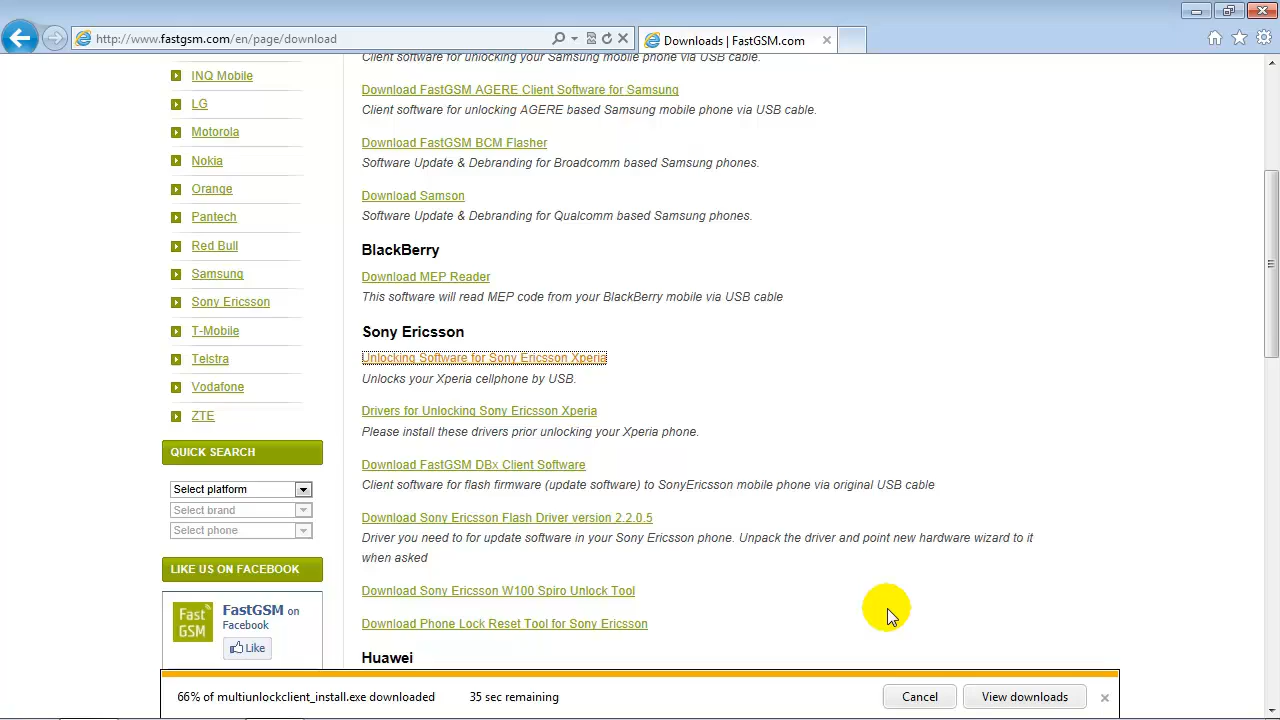 http://www.fastgsm.com/en/page/download
Downloads | FastGSM.com
INQ Mobile
LG
Motorola
Nokia
Orange
Pantech
Red Bull
Samsung
Sony Ericsson
T-Mobile
Telstra
Vodafone
ZTE
QUICK SEARCH
Select platform
Select brand
Select phone
LIKE US ON FACEBOOK
Fast GSM
FastGSM on
Facebook
Like
Client software for unlocking your Samsung mobile phone via USB cable.
Download FastGSM AGERE Client Software for Samsung
Client software for unlocking AGERE based Samsung mobile phone via USB cable.
Download FastGSM BCM Flasher
Software Update & Debranding for Broadcomm based Samsung phones.
Download Samson
Software Update & Debranding for Qualcomm based Samsung phones.
BlackBerry
Download MEP Reader
This software will read MEP code from your BlackBerry mobile via USB cable
Sony Ericsson
Unlocking Software for Sony Ericsson Xperia
Unlocks your Xperia cellphone by USB.
Drivers for Unlocking Sony Ericsson Xperia
Please install these drivers prior unlocking your Xperia phone.
Download FastGSM DBx Client Software
Client software for flash firmware (update software) to SonyEricsson mobile phone via original USB cable
Download Sony Ericsson Flash Driver version 2.2.0.5
Driver you need to for update software in your Sony Ericsson phone. Unpack the driver and point new hardware wizard to it
when asked
Download Sony Ericsson W100 Spiro Unlock Tool
Download Phone Lock Reset Tool for Sony Ericsson
Huawei
66% of multiunlockclient_install.exe downloaded 35 sec remaining
Cancel
View downloads